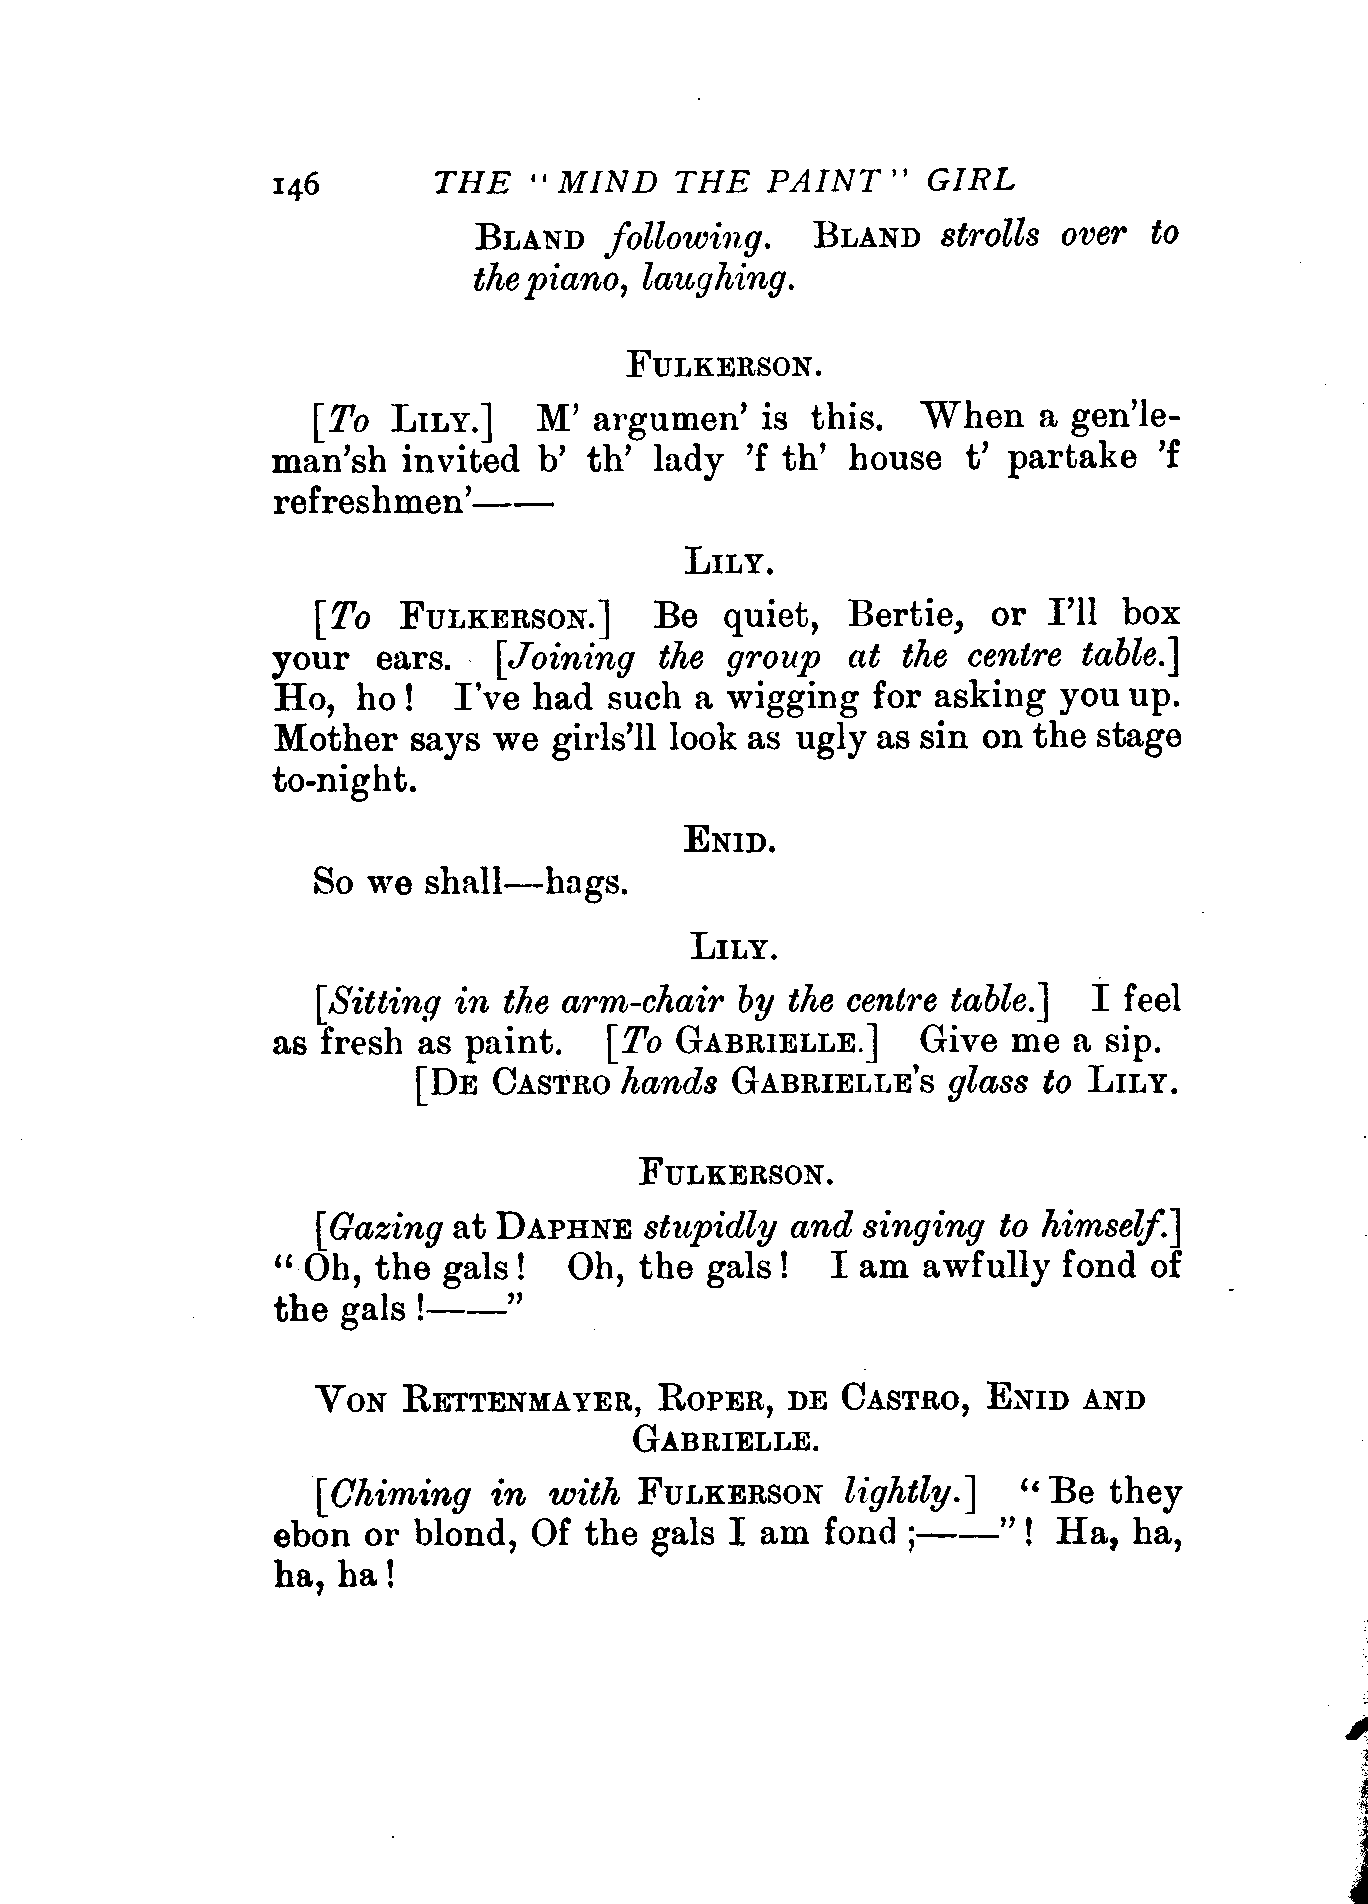 146 THE "MIND THE PAINT" GIRL
BLAND following. BLAND strolls over to
the piano, laughing.
FULKERSON.
[To LILY.] M' argumen' is this. When a gen'le-
man'sh invited b' th' lady 'f th' house t' partake 'f
refreshmen'——
LILY.
[To FULKERSON.] Be quiet, Bertie, or I'll box
your ears. [Joining the group at the centre table.]
Ho, ho! I've had such a wigging for asking you up.
Mother says we girls'll look as ugly as sin on the stage
to-night.
ENID.
So we shall—hags.
LILY.
[Sitting in the arm-chair by the centre table.] I feel
as fresh as paint. [To GABRIELLE.] Give me a sip.
[DE CASTRO hands GABRIELLE'S glass to LILY.
FULKERSON.
[Gazing at DAPHNE stupidly and singing to himself.]
"Oh, the gals! Oh, the gals! I am awfully fond of
the gals!——"
VON RETTENMAYER, ROPER, DE CASTRO, ENID AND
GABRIELLE.
[Chiming in with FULKERSON lightly.] "Be they
ebon or blond, Of the gals I am fond;——"! Ha, ha,
ha, ha!